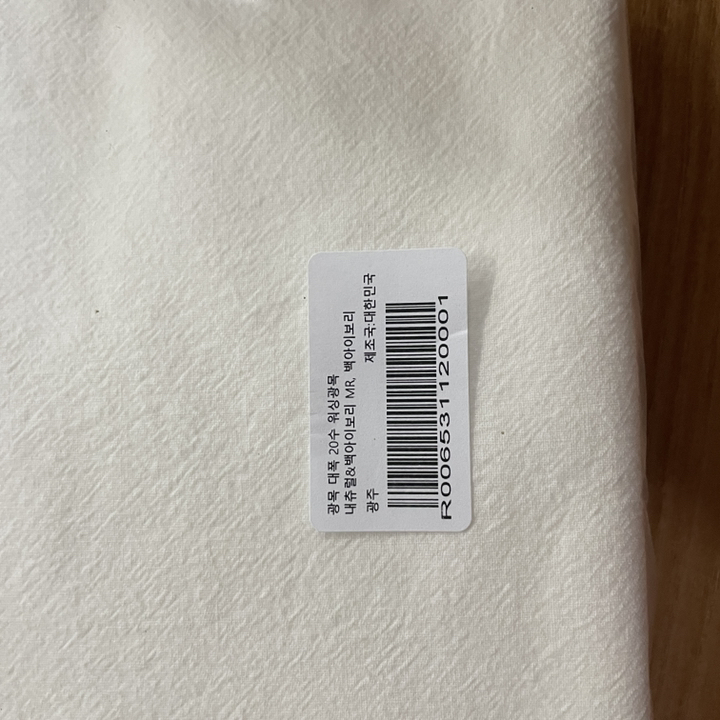 광목 대폭 20수 워싱광목
내츄럴&백아이보리 MR, 백아이보리
광주 제조국:대한민국
R006531120001